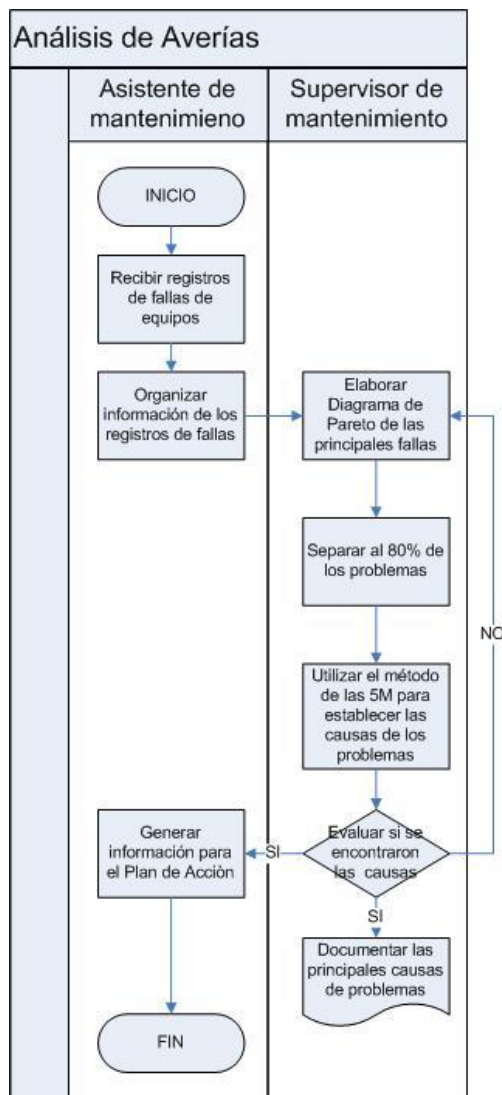 Análisis de Averías
Asistente de
mantenimieno
Supervisor de
mantenimiento
INICIO
Recibir registros
de fallas de
equipos
Organizar
información de los
registros de fallas
Elaborar
Diagrama de
Pareto de las
principales fallas
Separar al 80% de
los problemas
NO
Utilizar el método
de las 5M para
establecer las
causas de los
problemas
Generar
información para
el Plan de Acciòn
SI
Evaluar si se
encontraron
las causas
SI
Documentar las
principales causas
de problemas
FIN